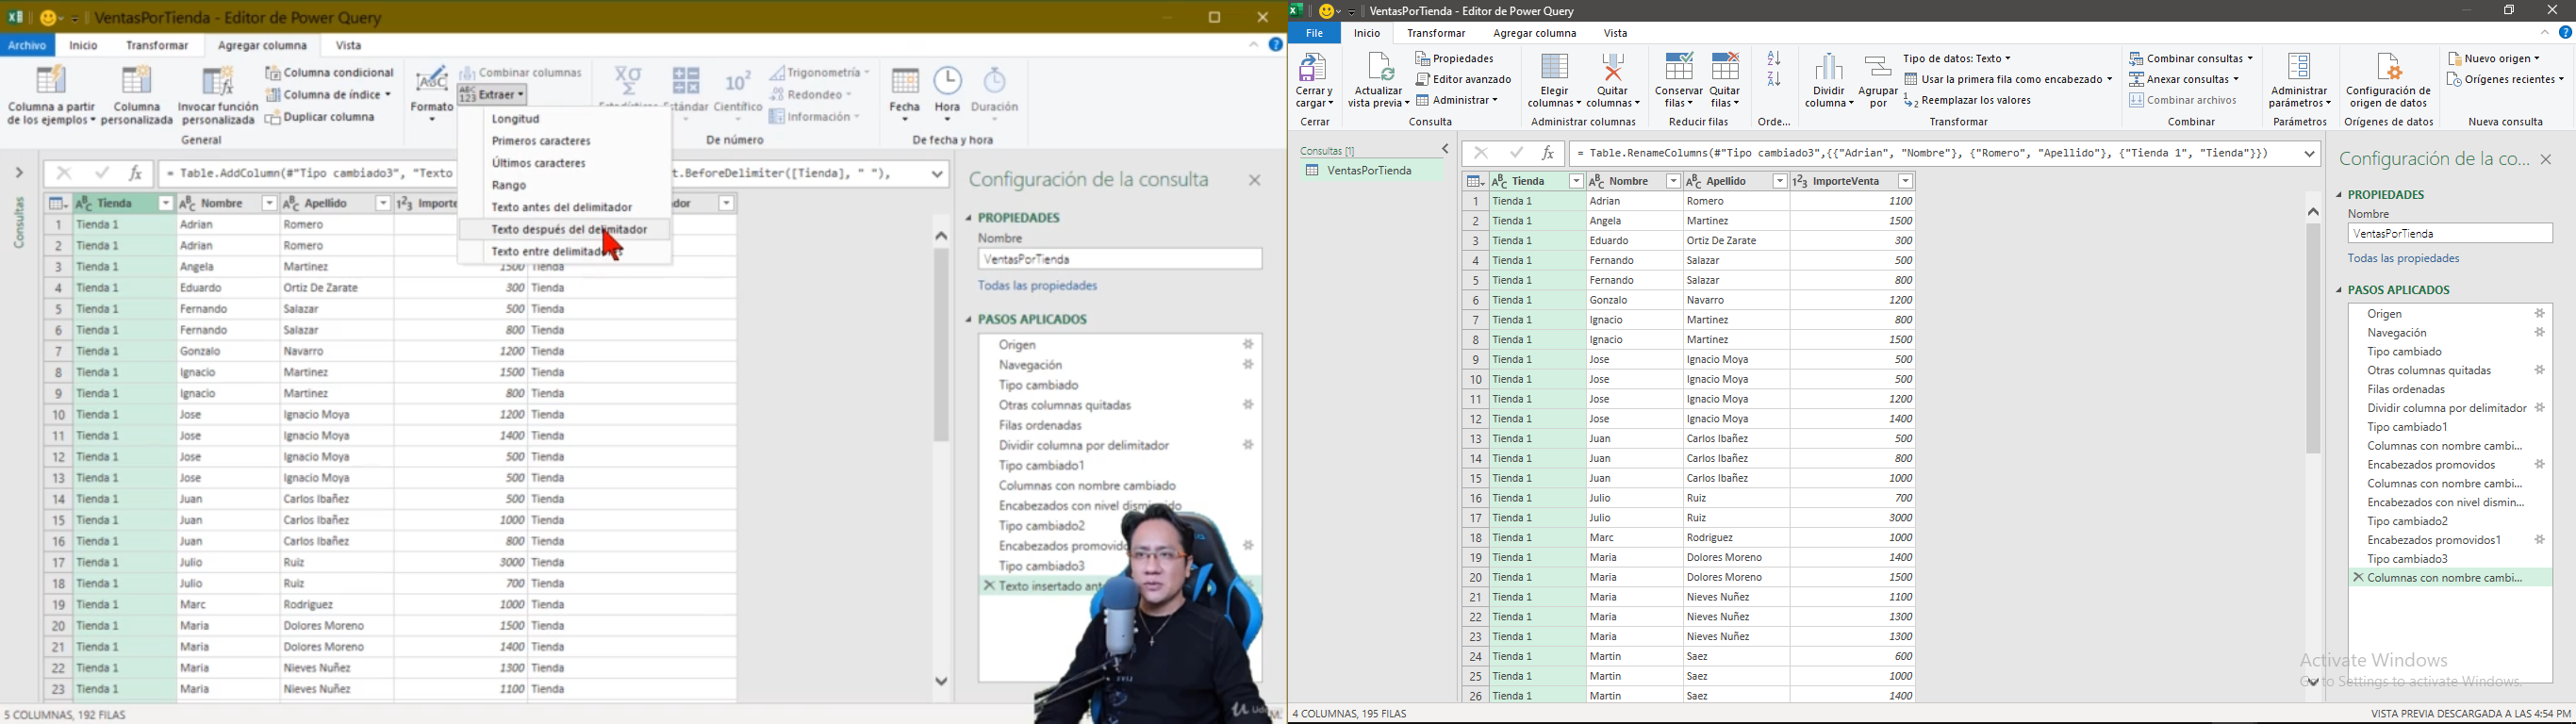 VentasPorTienda - Editor de Power Query
Archivo Inicio Transformar Agregar columna Vista
Columna a partir de los ejemplos
Columna personalizada
Invocar función personalizada
Columna condicional
Columna de índice
Duplicar columna
General
Formato
Combinar columnas
Extraer
Longitud
Primeros caracteres
Últimos caracteres
Rango
Texto antes del delimitador
Texto después del delimitador
Texto entre delimitadores
Científico
Trigonometría
Redondeo
Información
De número
Fecha Hora Duración
De fecha y hora
Consultas
= Table.AddColumn(#"Tipo cambiado3", "Texto t.BeforeDelimiter([Tienda], " "),
Tienda Nombre Apellido Importe dor
1 Tienda 1 Adrian Romero
2 Tienda 1 Adrian Romero
3 Tienda 1 Angela Martinez 1500 Tienda
4 Tienda 1 Eduardo Ortiz De Zarate 300 Tienda
5 Tienda 1 Fernando Salazar 500 Tienda
6 Tienda 1 Fernando Salazar 800 Tienda
7 Tienda 1 Gonzalo Navarro 1200 Tienda
8 Tienda 1 Ignacio Martinez 1500 Tienda
9 Tienda 1 Ignacio Martinez 800 Tienda
10 Tienda 1 Jose Ignacio Moya 1200 Tienda
11 Tienda 1 Jose Ignacio Moya 1400 Tienda
12 Tienda 1 Jose Ignacio Moya 500 Tienda
13 Tienda 1 Jose Ignacio Moya 500 Tienda
14 Tienda 1 Juan Carlos Ibañez 500 Tienda
15 Tienda 1 Juan Carlos Ibañez 1000 Tienda
16 Tienda 1 Juan Carlos Ibañez 800 Tienda
17 Tienda 1 Julio Ruiz 3000 Tienda
18 Tienda 1 Julio Ruiz 700 Tienda
19 Tienda 1 Marc Rodriguez 1000 Tienda
20 Tienda 1 Maria Dolores Moreno 1500 Tienda
21 Tienda 1 Maria Dolores Moreno 1400 Tienda
22 Tienda 1 Maria Nieves Nuñez 1300 Tienda
23 Tienda 1 Maria Nieves Nuñez 1100 Tienda
5 COLUMNAS, 192 FILAS
Configuración de la consulta
PROPIEDADES
Nombre
VentasPorTienda
Todas las propiedades
PASOS APLICADOS
Origen
Navegación
Tipo cambiado
Otras columnas quitadas
Filas ordenadas
Dividir columna por delimitador
Tipo cambiado1
Columnas con nombre cambiado
Encabezados con nivel disminuido
Tipo cambiado2
Encabezados promovido
Tipo cambiado3
Texto insertado ant
VentasPorTienda - Editor de Power Query
File Inicio Transformar Agregar columna Vista
Cerrar y cargar
Cerrar
Actualizar vista previa
Propiedades
Editor avanzado
Administrar
Consulta
Elegir columnas
Quitar columnas
Administrar columnas
Conservar filas
Quitar filas
Reducir filas
Orde...
Dividir columna
Agrupar por
Tipo de datos: Texto
Usar la primera fila como encabezado
Reemplazar los valores
Transformar
Combinar consultas
Anexar consultas
Combinar archivos
Combinar
Administrar parámetros
Parámetros
Configuración de origen de datos
Orígenes de datos
Nuevo origen
Orígenes recientes
Nueva consulta
Consultas [1]
VentasPorTienda
= Table.RenameColumns(#"Tipo cambiado3",{{"Adrian", "Nombre"}, {"Romero", "Apellido"}, {"Tienda 1", "Tienda"}})
Tienda Nombre Apellido ImporteVenta
1 Tienda 1 Adrian Romero 1100
2 Tienda 1 Angela Martinez 1500
3 Tienda 1 Eduardo Ortiz De Zarate 300
4 Tienda 1 Fernando Salazar 500
5 Tienda 1 Fernando Salazar 800
6 Tienda 1 Gonzalo Navarro 1200
7 Tienda 1 Ignacio Martinez 800
8 Tienda 1 Ignacio Martinez 1500
9 Tienda 1 Jose Ignacio Moya 500
10 Tienda 1 Jose Ignacio Moya 500
11 Tienda 1 Jose Ignacio Moya 1200
12 Tienda 1 Jose Ignacio Moya 1400
13 Tienda 1 Juan Carlos Ibañez 500
14 Tienda 1 Juan Carlos Ibañez 800
15 Tienda 1 Juan Carlos Ibañez 1000
16 Tienda 1 Julio Ruiz 700
17 Tienda 1 Julio Ruiz 3000
18 Tienda 1 Marc Rodriguez 1000
19 Tienda 1 Maria Dolores Moreno 1400
20 Tienda 1 Maria Dolores Moreno 1500
21 Tienda 1 Maria Nieves Nuñez 1100
22 Tienda 1 Maria Nieves Nuñez 1300
23 Tienda 1 Maria Nieves Nuñez 1300
24 Tienda 1 Martin Saez 600
25 Tienda 1 Martin Saez 1000
26 Tienda 1 Martin Saez 1400
4 COLUMNAS, 195 FILAS
Configuración de la co...
PROPIEDADES
Nombre
VentasPorTienda
Todas las propiedades
PASOS APLICADOS
Origen
Navegación
Tipo cambiado
Otras columnas quitadas
Filas ordenadas
Dividir columna por delimitador
Tipo cambiado1
Columnas con nombre cambi...
Encabezados promovidos
Columnas con nombre cambi...
Encabezados con nivel dismin...
Tipo cambiado2
Encabezados promovidos1
Tipo cambiado3
Columnas con nombre cambi...
Activate Windows
Go to Settings to activate Windows.
VISTA PREVIA DESCARGADA A LAS 4:54 PM